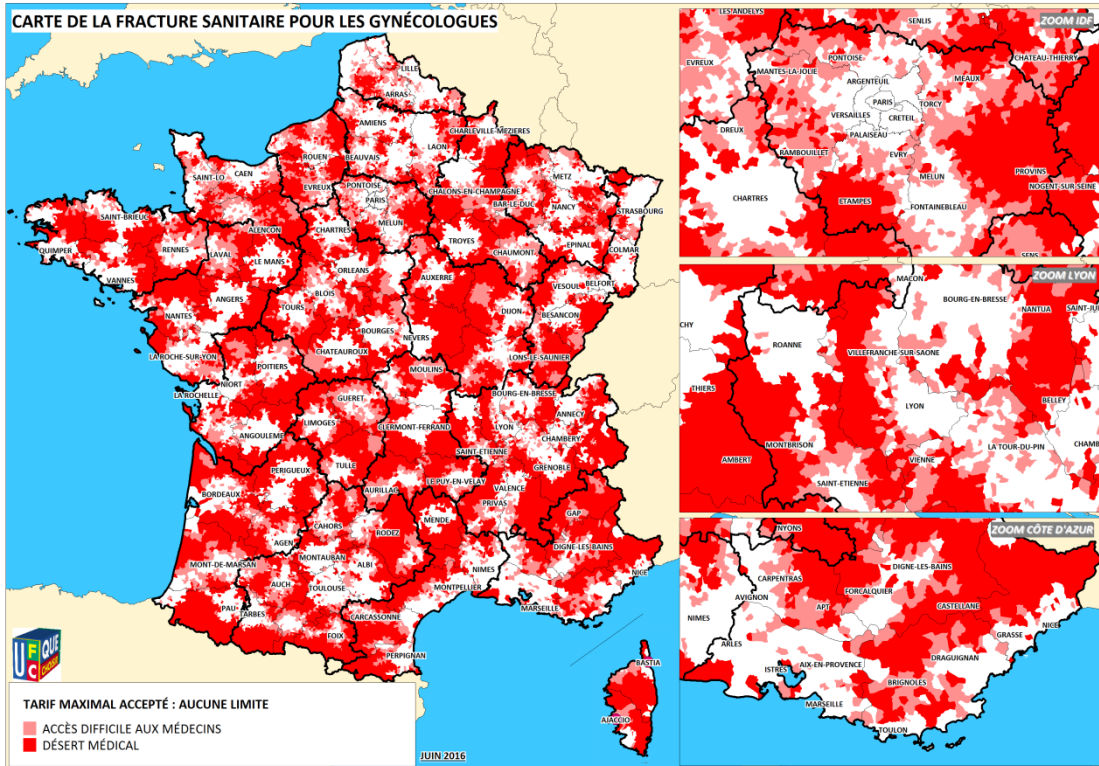 CARTE DE LA FRACTURE SANITAIRE POUR LES GYNÉCOLOGUES
LILLE
ARRAS
AMIENS
CHARLEVILLE-MEZIERES
LAON
ROUEN
BEAUVAIS
CAEN
SAINT-LO
EVREUX
PONTOISE
PARIS
MELUN
CHALONS-EN-CHAMPAGNE
BAR-LE-DUC
METZ
NANCY
STRASBOURG
SAINT-BRIEUC
QUIMPER
RENNES
VANNES
ALENCON
LAVAL
LE MANS
CHARTRES
TROYES
CHAUMONT
EPINAL
COLMAR
ORLEANS
AUXERRE
VESOUL
BELFORT
ANGERS
NANTES
TOURS
BLOIS
DIJON
BESANCON
BOURGES
NEVERS
LA ROCHE-SUR-YON
POITIERS
CHATEAUROUX
LONS-LE-SAUNIER
MOULINS
NIORT
LA ROCHELLE
GUERET
BOURG-EN-BRESSE
ANNECY
ANGOULEME
LIMOGES
CLERMONT-FERRAND
LYON
CHAMBERY
SAINT-ETIENNE
GRENOBLE
PERIGUEUX
TULLE
LE-PUY-EN-VELAY
VALENCE
AURILLAC
PRIVAS
BORDEAUX
CAHORS
MENDE
GAP
RODEZ
AGEN
MONTAUBAN
ALBI
DIGNE-LES BAINS
MONT-DE-MARSAN
NIMES
AUCH
TOULOUSE
MONTPELLIER
NICE
PAU
TARBES
CARCASSONNE
MARSEILLE
FOIX
PERPIGNAN
BASTIA
AJACCIO
UFC QUE CHOISIR
TARIF MAXIMAL ACCEPTÉ : AUCUNE LIMITE
ACCÈS DIFFICILE AUX MÉDECINS
DÉSERT MÉDICAL
JUIN 2016
ZOOM IDF
LES ANDELYS
SENLIS
EVREUX
PONTOISE
CHATEAU-THIERRY
MANTES-LA-JOLIE
MEAUX
ARGENTEUIL
PARIS
TORCY
VERSAILLES
CRETEIL
DREUX
PALAISEAU
RAMBOUILLET
EVRY
MELUN
PROVINS
NOGENT SUR SEINE
CHARTRES
ETAMPES
FONTAINEBLEAU
SENS
ZOOM LYON
MACON
BOURG-EN-BRESSE
NANTUA
SAINT-JU
CHY
ROANNE
VILLEFRANCHE-SUR-SAONE
THIERS
LYON
BELLEY
MONTBRISON
LA TOUR-DU-PIN
CHAMB
AMBERT
VIENNE
SAINT-ETIENNE
ZOOM CÔTE D'AZUR
NYONS
DIGNE-LES-BAINS
CARPENTRAS
FORCALQUIER
AVIGNON
APT
CASTELLANE
NIMES
NICE
GRASSE
ARLES
DRAGUIGNAN
AIX-EN-PROVENCE
ISTRES
BRIGNOLES
MARSEILLE
TOULON